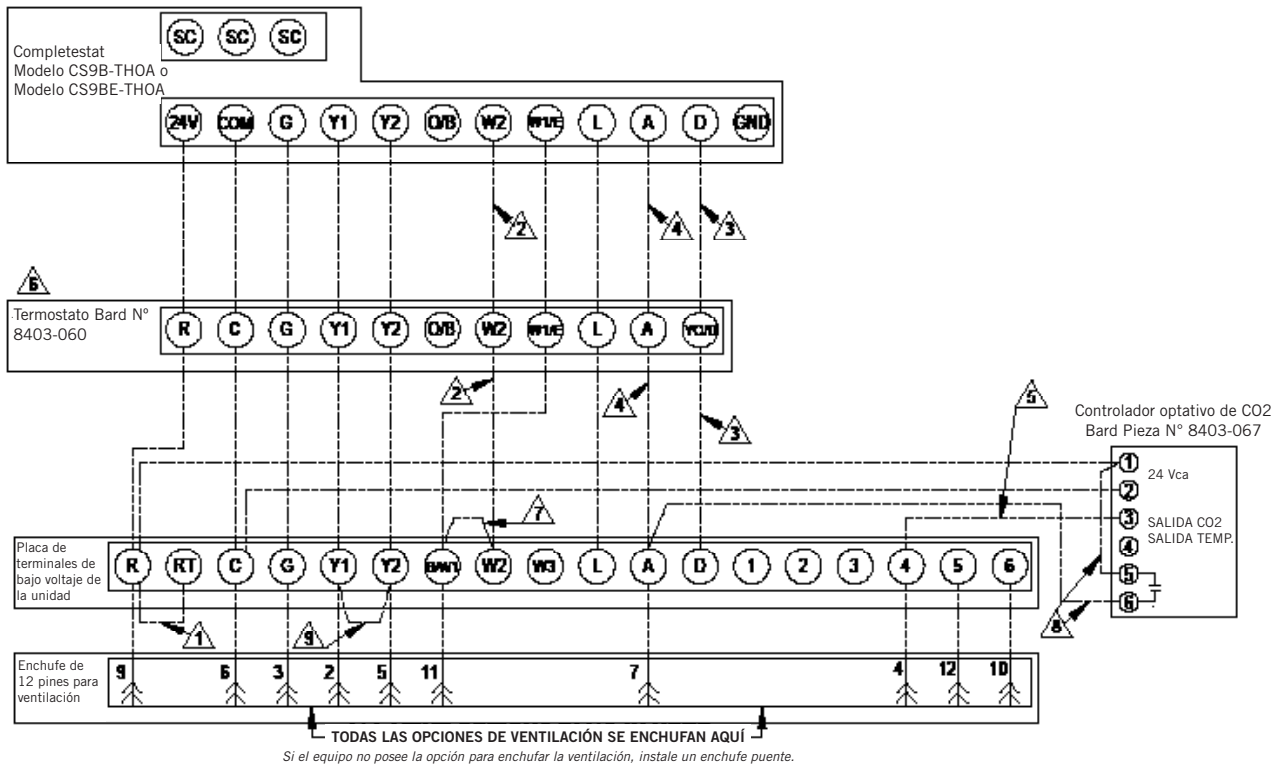 SC SC SC
Completestat
Modelo CS9B-THOA o
Modelo CS9BE-THOA
24V COM G Y1 Y2 O/B W2 W1/E L A D GND
2 4 3
6
Termostato Bard N°
8403-060
R C G Y1 Y2 O/B W2 W1/E L A YO/D
2 4 3 5
Controlador optativo de CO2
Bard Pieza N° 8403-067
1
24 Vca
2
3 SALIDA CO2
SALIDA TEMP.
4
5
6
7
8
Placa de
terminales de
bajo voltaje de
la unidad
R RT C G Y1 Y2 B/W1 W2 W3 L A D 1 2 3 4 5 6
1 9
Enchufe de
12 pines para
ventilación
9 6 3 2 5 11 7 4 12 10
TODAS LAS OPCIONES DE VENTILACIÓN SE ENCHUFAN AQUÍ
Si el equipo no posee la opción para enchufar la ventilación, instale un enchufe puente.